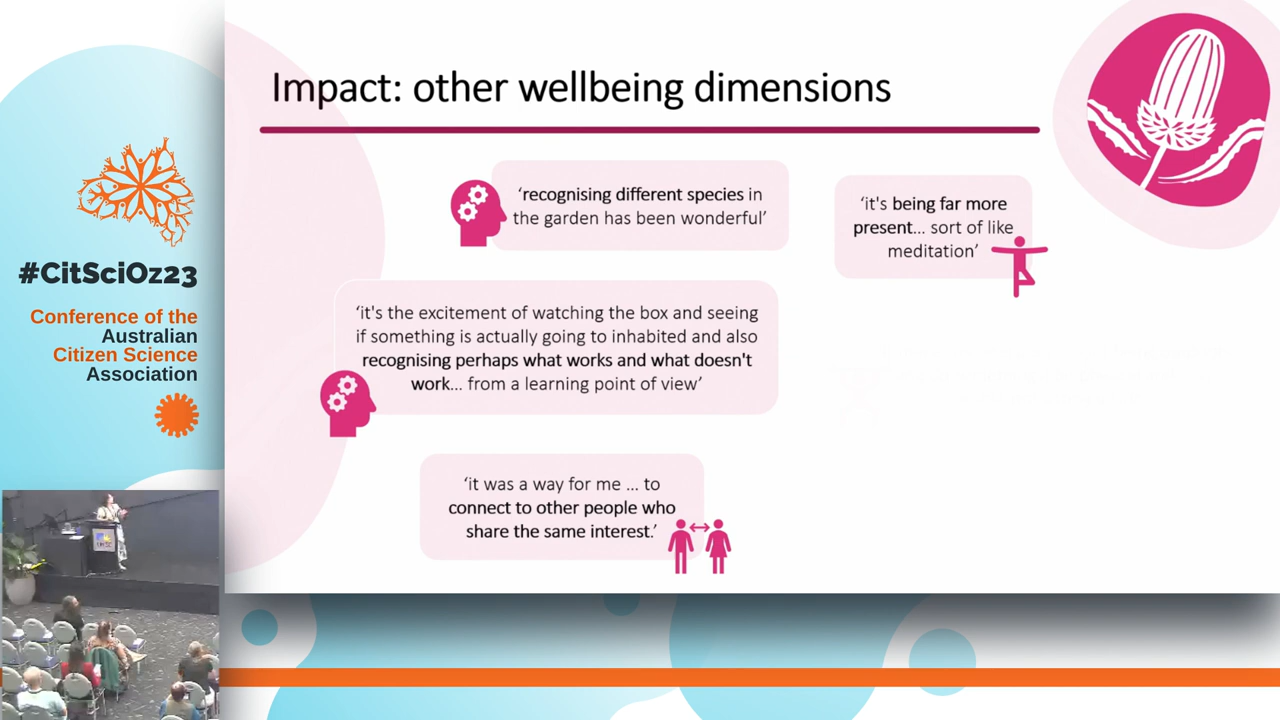 Impact: other wellbeing dimensions
‘recognising different species in
the garden has been wonderful’
‘it's being far more
present... sort of like
meditation’
‘it's the excitement of watching the box and seeing
if something is actually going to inhabited and also
recognising perhaps what works and what doesn't
work... from a learning point of view’
‘it was a way for me ... to
connect to other people who
share the same interest.’
#CitSciOz23
Conference of the
Australian
Citizen Science
Association